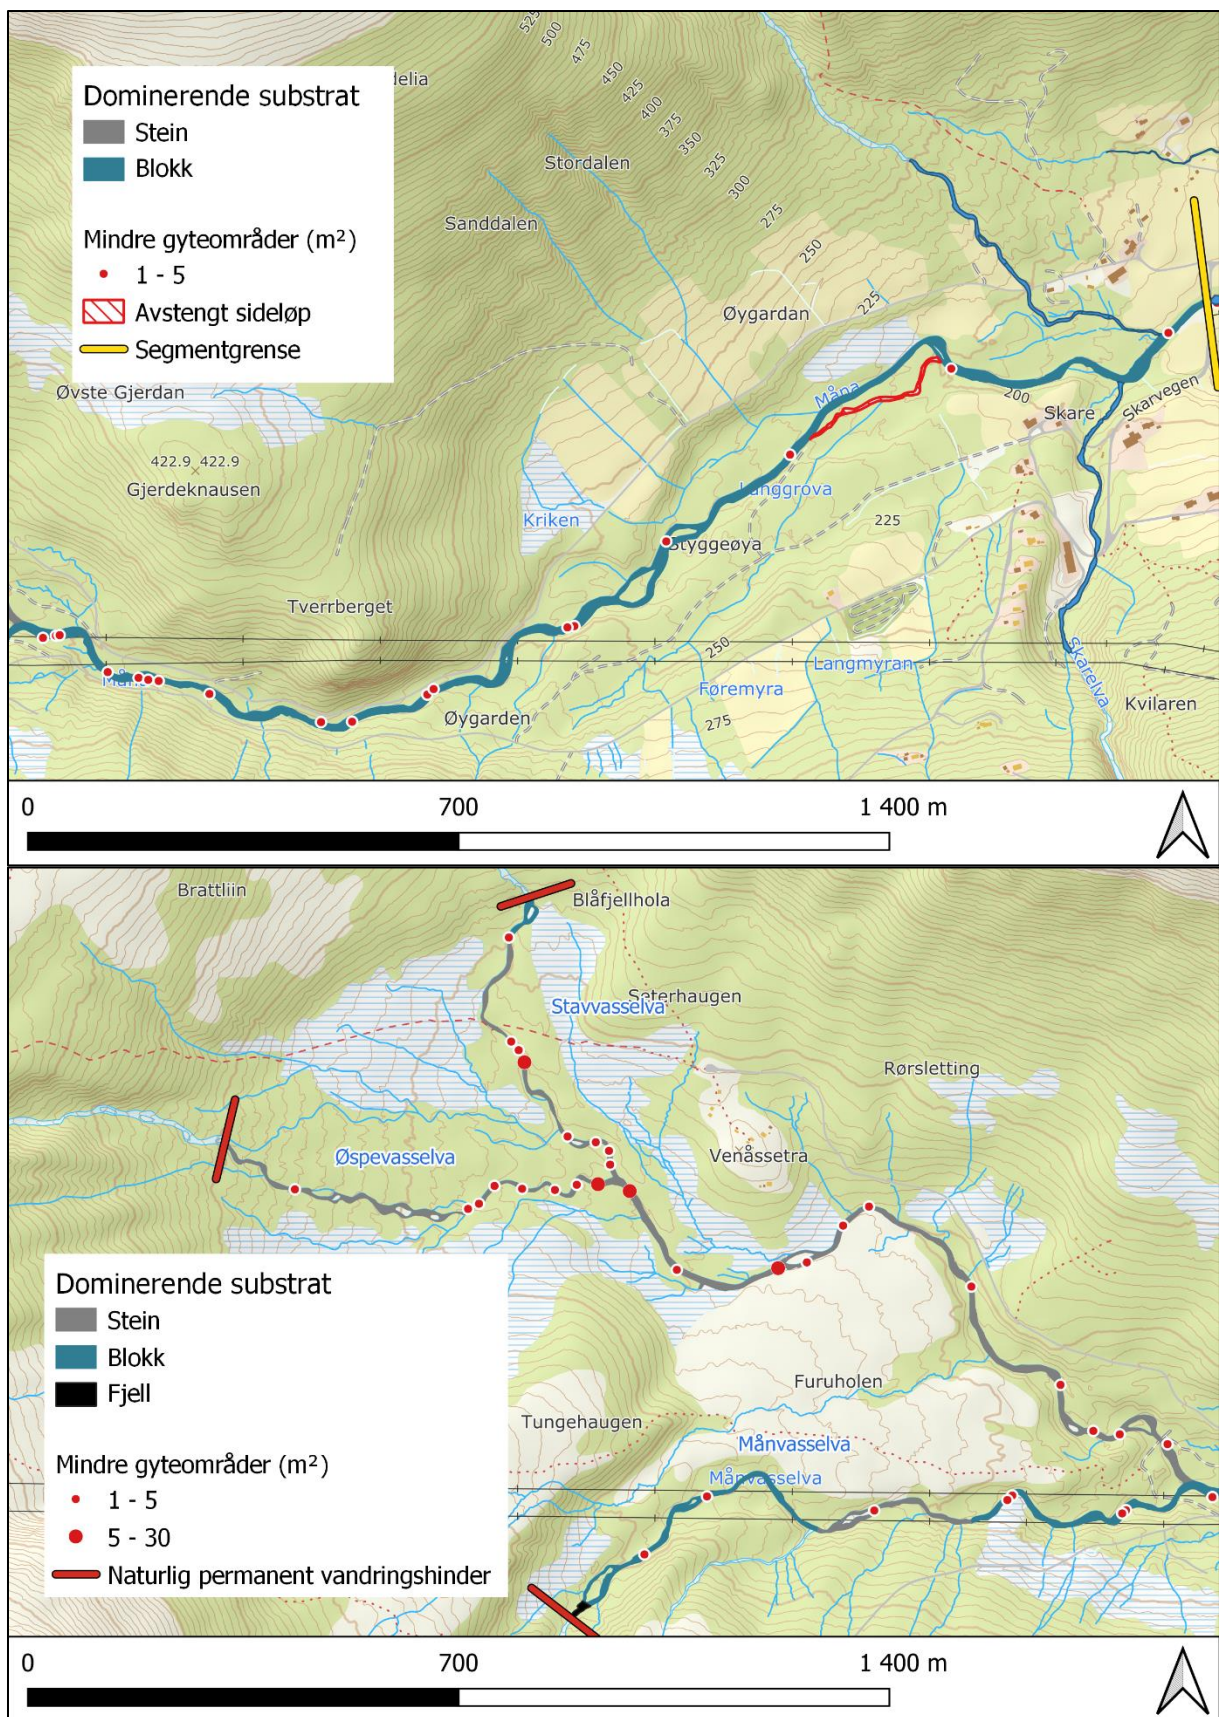 delia
525
500
475
450
425
400
375
350
325
300
275
250
225
Dominerende substrat
Stein
Blokk
Mindre gyteområder (m²)
1 - 5
Avstengt sideløp
Segmentgrense
Stordalen
Sanddalen
Øygardan
Øvste Gjerdan
Måna
200
Skare
Skarvegen
422.9 422.9
Gjerdeknausen
Kriken
Langgrova
225
Styggeøya
Tverrberget
250
Langmyran
Skarelva
Føremyra
Kvilaren
Øygarden
275
0 700 1 400 m
Brattliin
Blåfjellhola
Seterhaugen
Stavvasselva
Rørsletting
Øspevasselva
Venåssetra
Dominerende substrat
Stein
Blokk
Fjell
Furuholen
Tungehaugen
Månvasselva
Månvasselva
Mindre gyteområder (m²)
1 - 5
5 - 30
Naturlig permanent vandringshinder
0 700 1 400 m